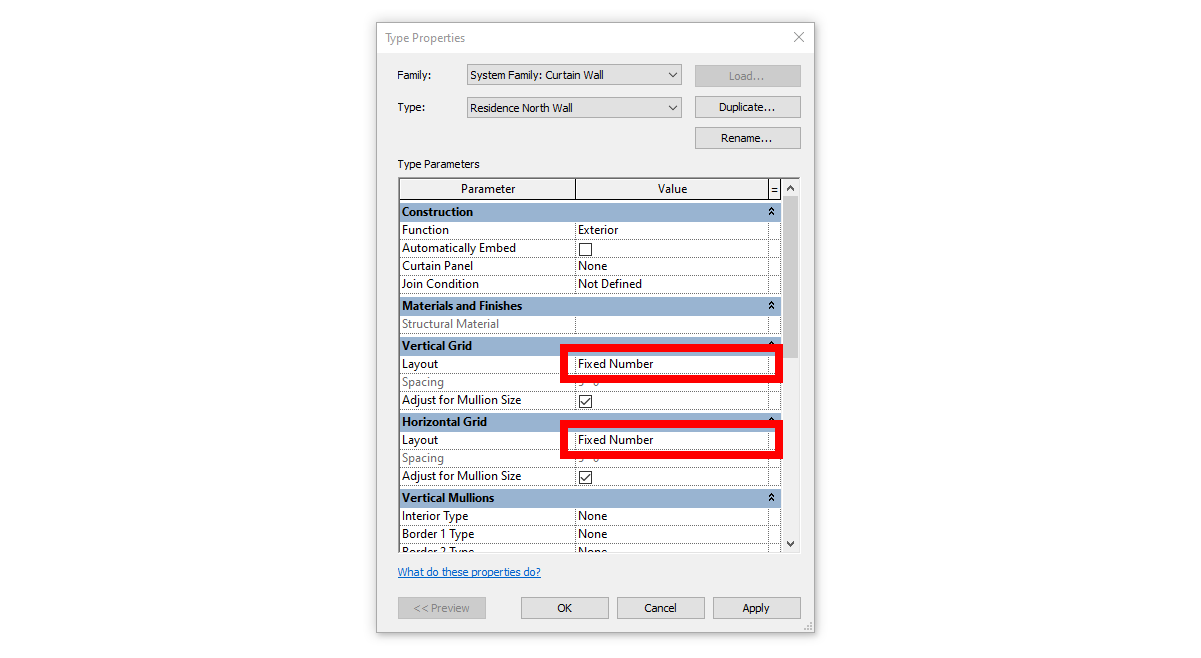 Type Properties
Family:
System Family: Curtain Wall
Load...
Type:
Residence North Wall
Duplicate...
Rename...
Type Parameters
Parameter Value =
Construction
Function Exterior
Automatically Embed
Curtain Panel None
Join Condition Not Defined
Materials and Finishes
Structural Material
Vertical Grid
Layout Fixed Number
Spacing
Adjust for Mullion Size
Horizontal Grid
Layout Fixed Number
Spacing
Adjust for Mullion Size
Vertical Mullions
Interior Type None
Border 1 Type None
Border 2 Type None
What do these properties do?
<< Preview OK Cancel Apply